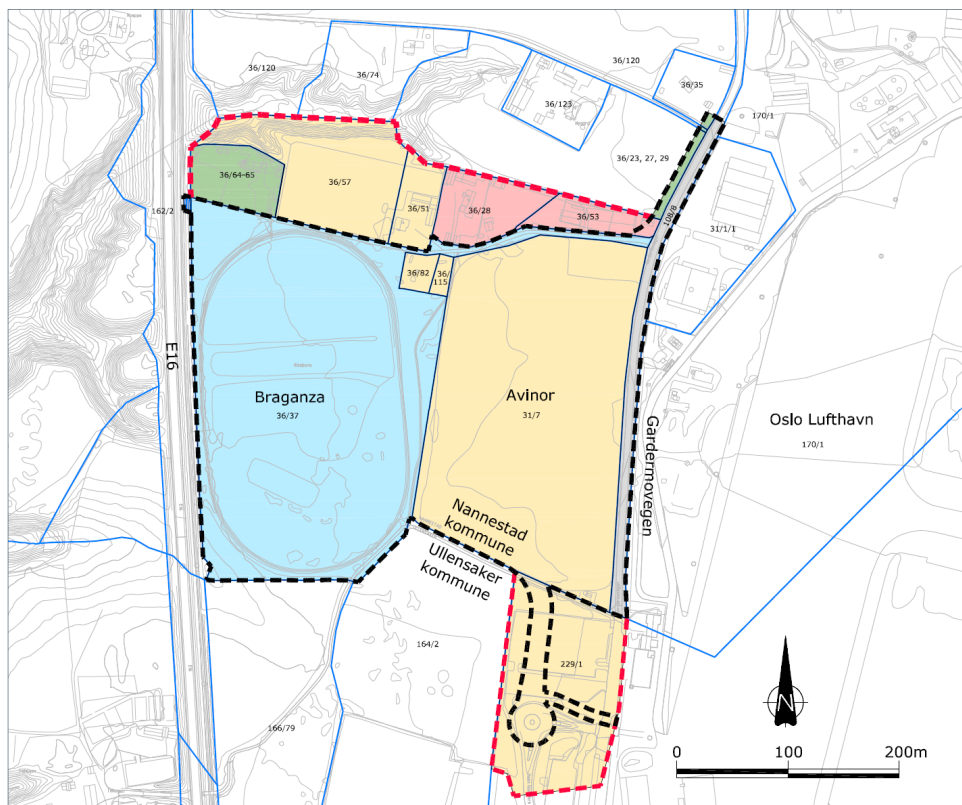 36/120
36/74
36/120
36/35
36/123
170/1
36/23, 27, 29
36/64-65
36/57
36/51
36/28
36/53
108/8
162/2
31/1/1
36/82
36/
115
E16
Braganza
36/37
Avinor
31/7
Gardermovegen
Oslo Lufthavn
170/1
Nannestad
kommune
Ullensaker
kommune
164/2
229/1
166/79
N
0 100 200m